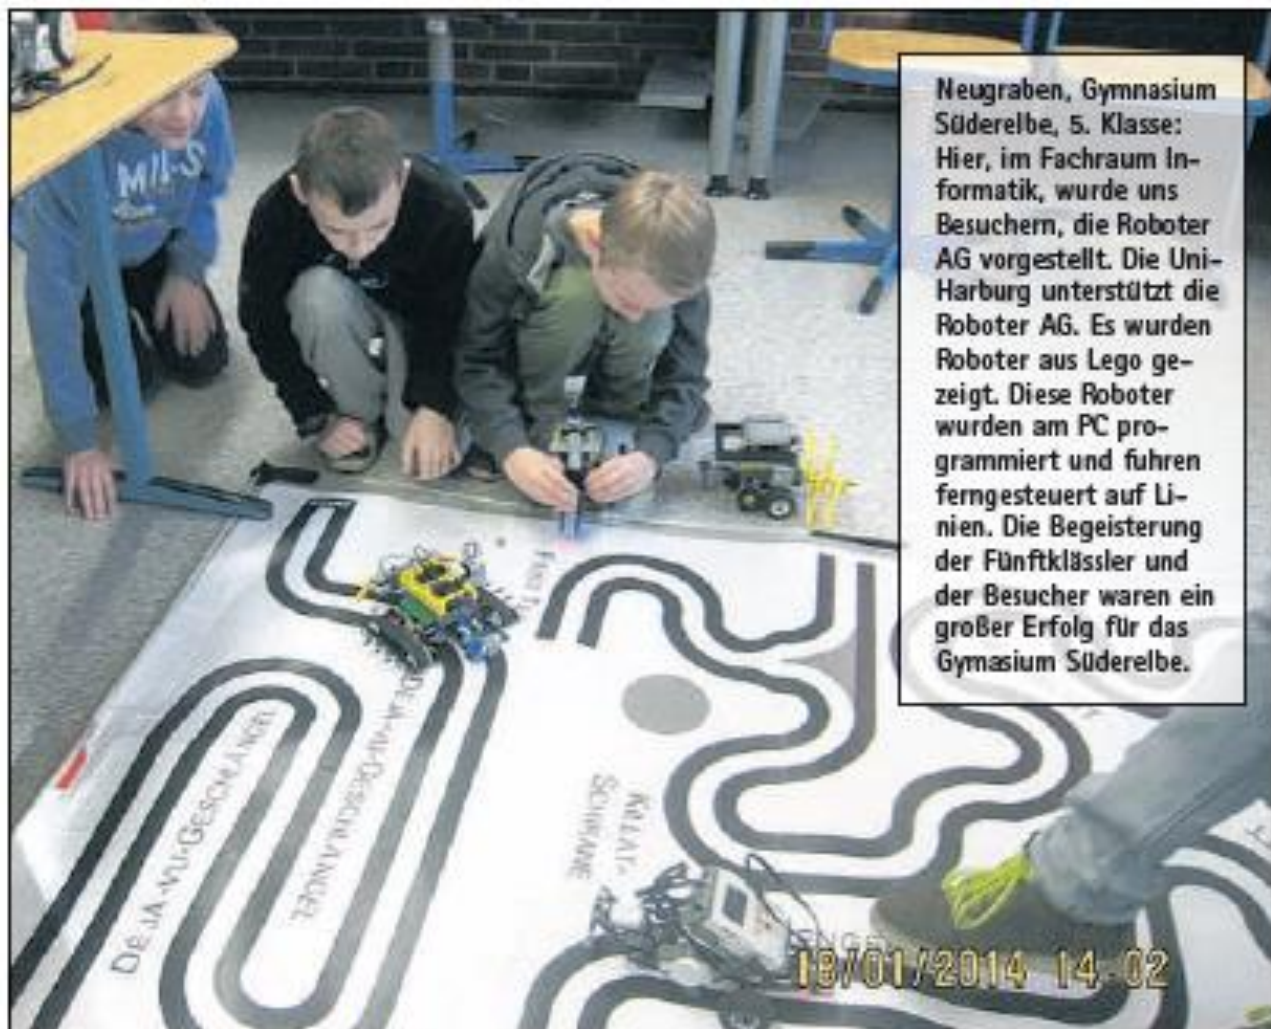 Neugraben, Gymnasium
Süderelbe, 5. Klasse:
Hier, im Fachraum In-
formatik, wurde uns
Besuchern, die Roboter
AG vorgestellt. Die Uni-
Harburg unterstützt die
Roboter AG. Es wurden
Roboter aus Lego ge-
zeigt. Diese Roboter
wurden am PC pro-
grammiert und fuhren
ferngesteuert auf Li-
nien. Die Begeisterung
der Fünftklässler und
der Besucher waren ein
großer Erfolg für das
Gymasium Süderelbe.
DEJA-VU-GESCHLÄNGEL
DEJA-VU-GESCHLÄNGEL
SCHIKANE
18/01/2014 14:02